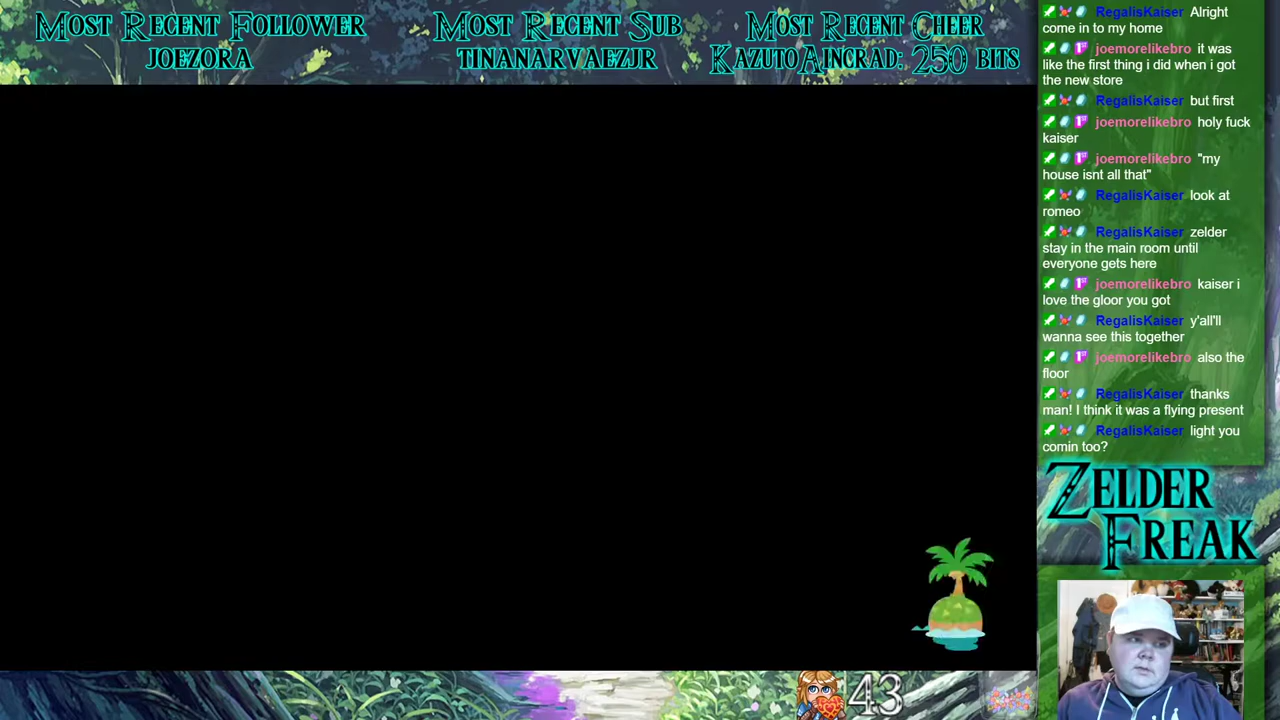 Most Recent Follower
joezora
Most Recent Sub
tinanarvaezjr
Most Recent Cheer
KazutoAincrad: 250 bits
RegalisKaiser Alright
come in to my home
joemorelikebro it was
like the first thing i did when i got
the new store
RegalisKaiser but first
joemorelikebro holy fuck
kaiser
joemorelikebro "my
house isnt all that"
RegalisKaiser look at
romeo
RegalisKaiser zelder
stay in the main room until
everyone gets here
joemorelikebro kaiser i
love the gloor you got
RegalisKaiser y'all'll
wanna see this together
joemorelikebro also the
floor
RegalisKaiser thanks
man! I think it was a flying present
RegalisKaiser light you
comin too?
Zelder
Freak
43